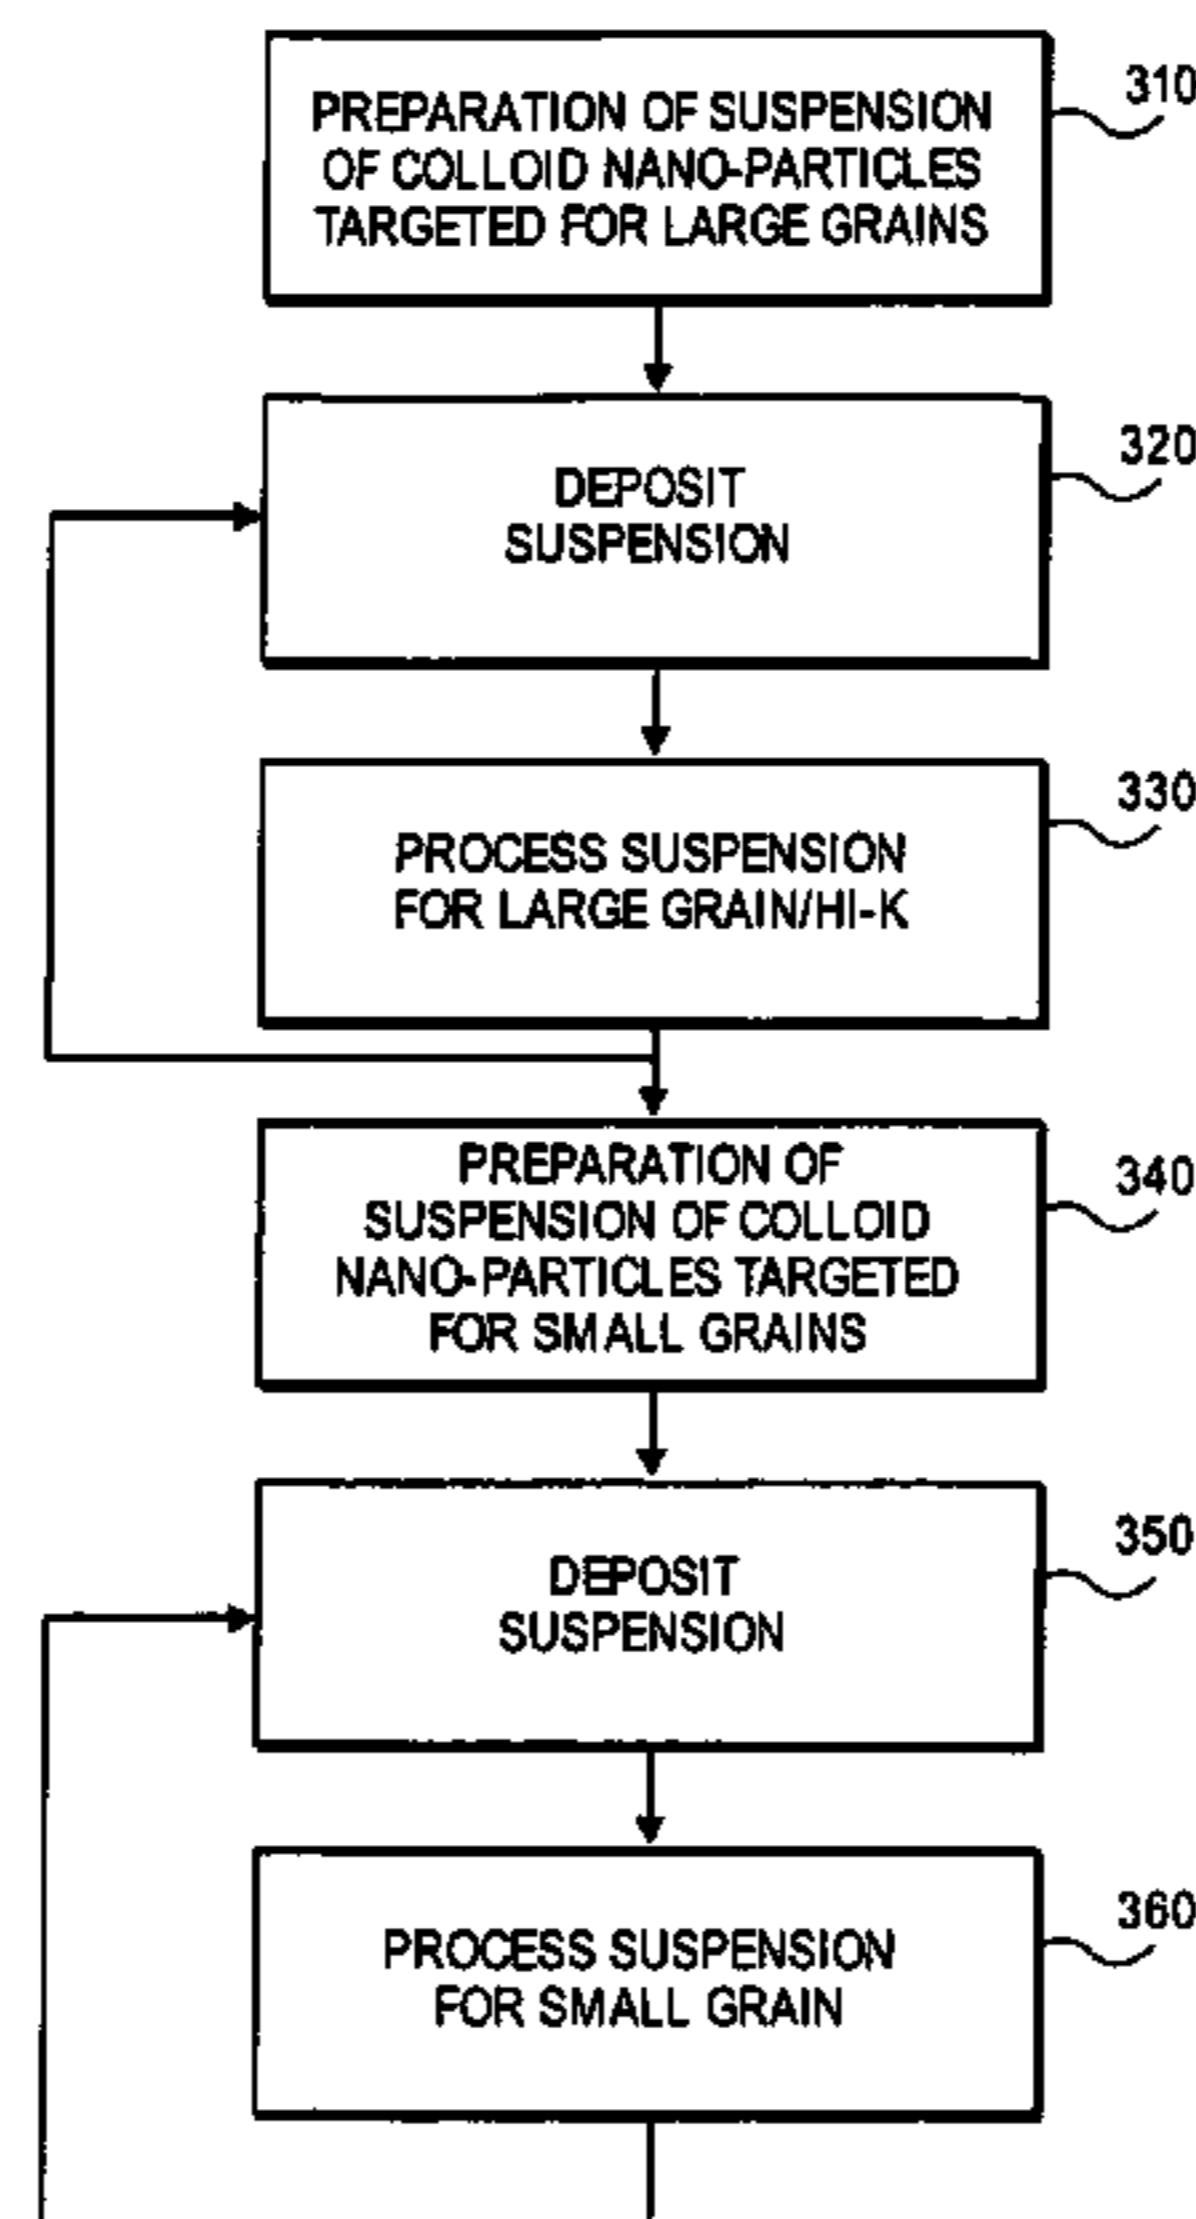 PREPARATION OF SUSPENSION
OF COLLOID NANO-PARTICLES
TARGETED FOR LARGE GRAINS
310
DEPOSIT
SUSPENSION
320
PROCESS SUSPENSION
FOR LARGE GRAIN/HI-K
330
PREPARATION OF
SUSPENSION OF COLLOID
NANO-PARTICLES TARGETED
FOR SMALL GRAINS
340
DEPOSIT
SUSPENSION
350
PROCESS SUSPENSION
FOR SMALL GRAIN
360